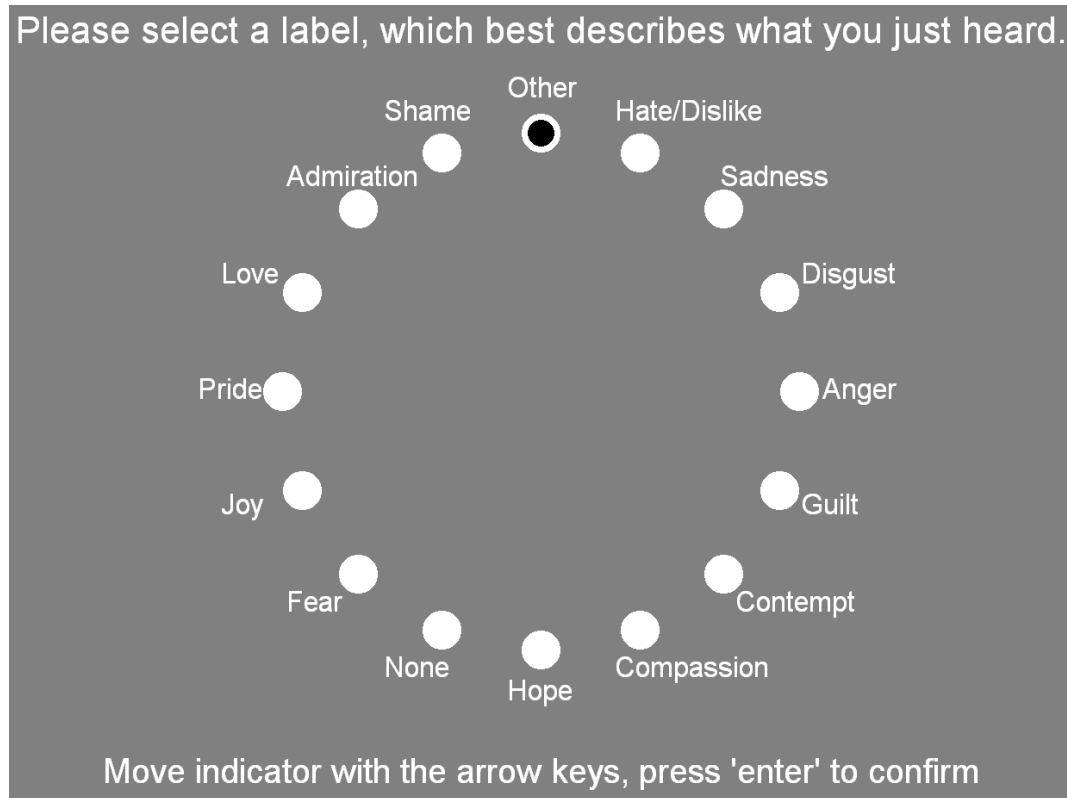 Please select a label, which best describes what you just heard.
Other
Shame
Hate/Dislike
Admiration
Sadness
Love
Disgust
Pride
Anger
Joy
Guilt
Fear
Contempt
None
Compassion
Hope
Move indicator with the arrow keys, press 'enter' to confirm